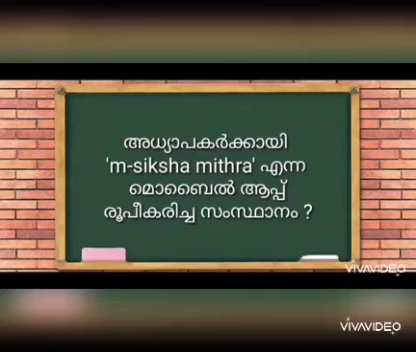 അധ്യാപകർക്കായി
'm-siksha mithra' എന്ന
മൊബൈൽ ആപ്പ്
രൂപീകരിച്ച സംസ്ഥാനം ?
VIVAVIDEO
VIVAVIDEO